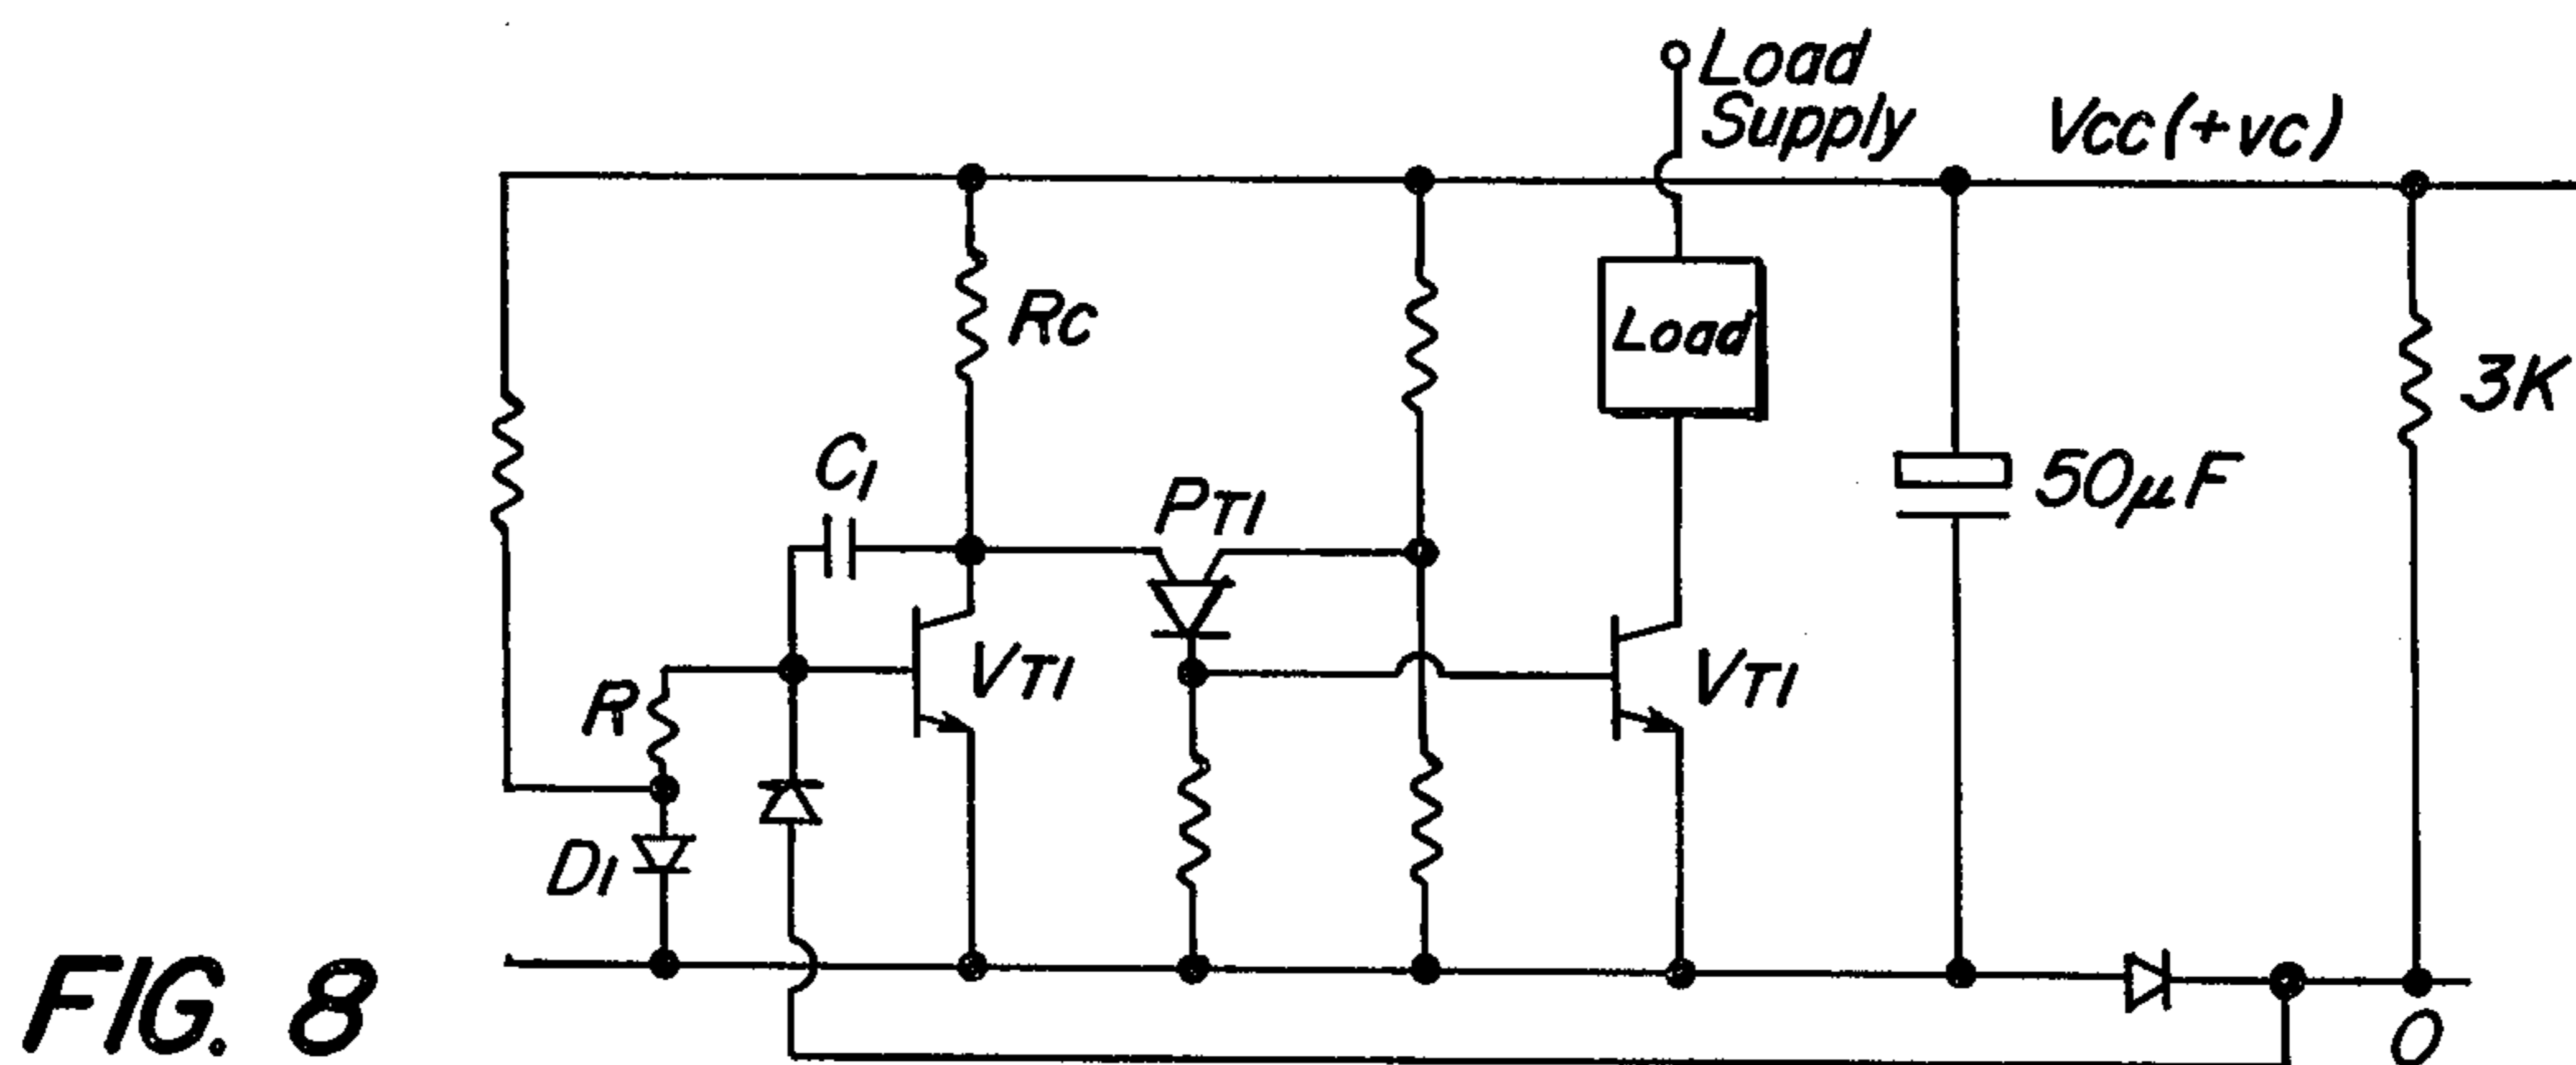 Load
Supply
Vcc (+vc)
Rc
Load
3K
C1
PT1
50μF
R
VT1
VT1
D1
O
FIG. 8